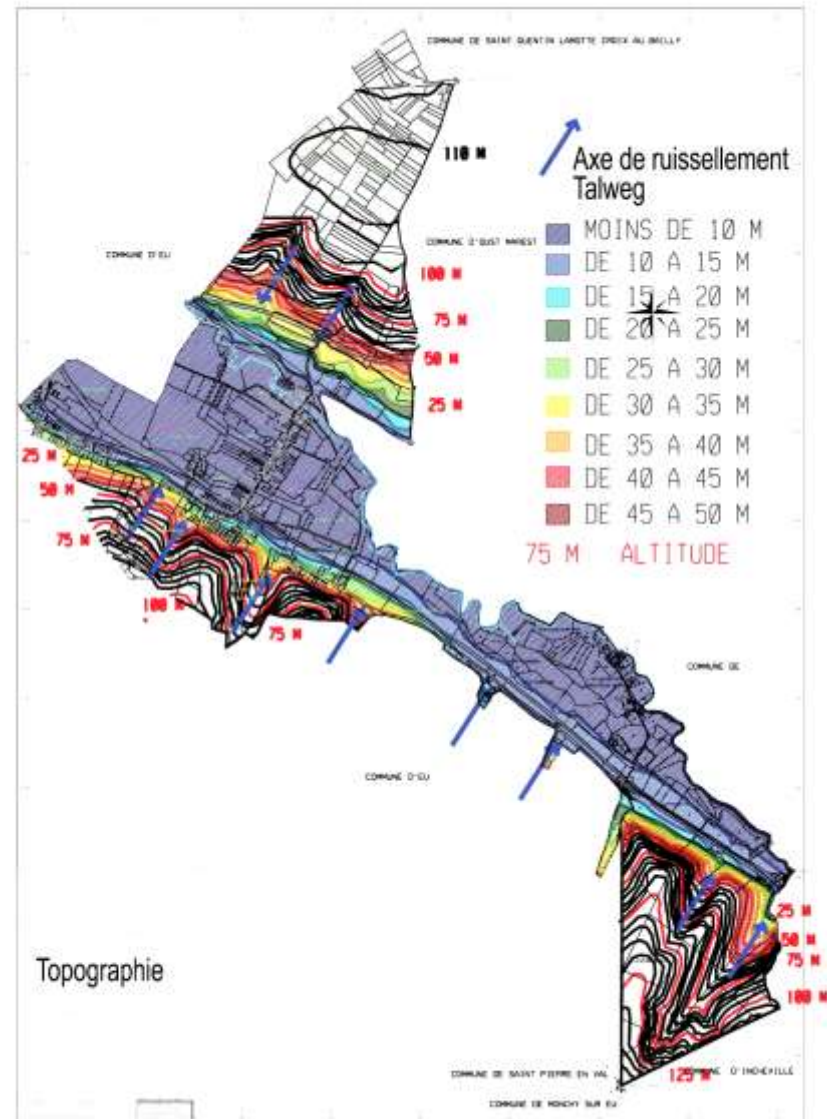 COMMUNE DE SAINT QUENTIN LAMOTTE CROIX AU BAILLY
110 M
Axe de ruissellement
Talweg
MOINS DE 10 M
DE 10 A 15 M
DE 15 A 20 M
DE 20 A 25 M
DE 25 A 30 M
DE 30 A 35 M
DE 35 A 40 M
DE 40 A 45 M
DE 45 A 50 M
75 M ALTITUDE
COMMUNE D'EU
COMMUNE D'OUST MAREST
100 M
75 M
50 M
25 M
25 M
50 M
75 M
100 M
75 M
COMMUNE DE
COMMUNE D'EU
25 M
50 M
75 M
100 M
Topographie
125 M
COMMUNE DE SAINT PIERRE EN VAL
COMMUNE D'INCHEVILLE
COMMUNE DE MONCHY SUR EU